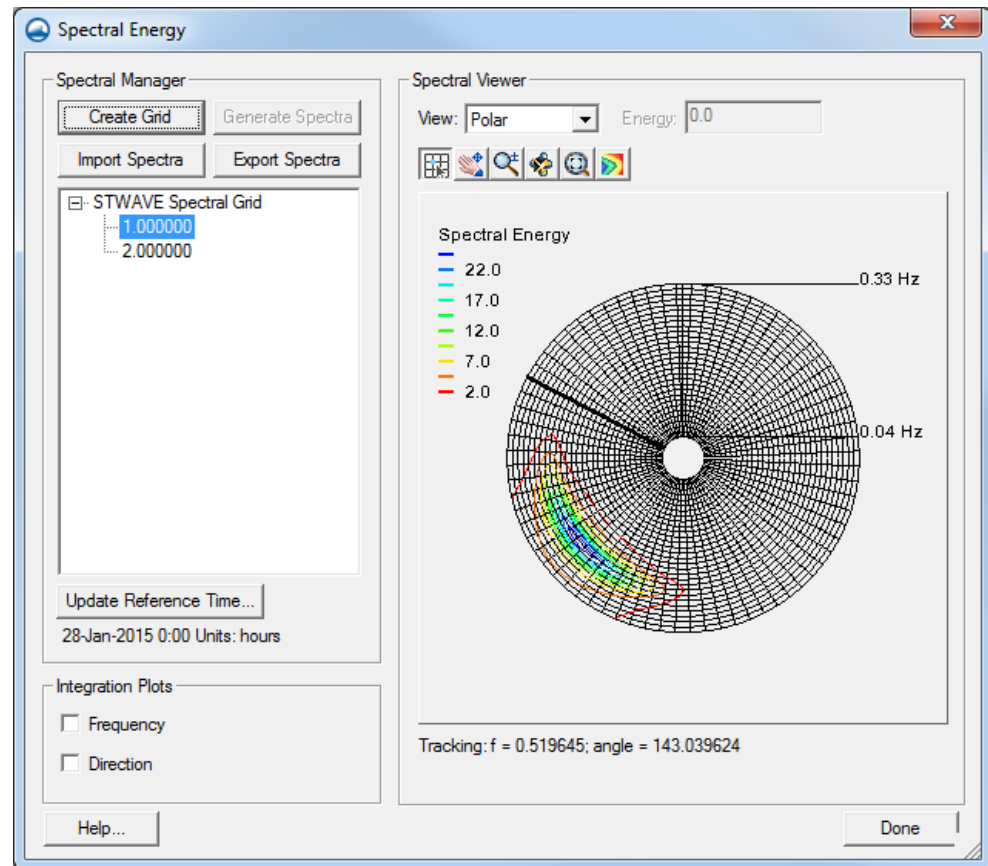 Spectral Energy
Spectral Manager
Create Grid
Generate Spectra
Import Spectra
Export Spectra
STWAVE Spectral Grid
1.000000
2.000000
Update Reference Time...
28-Jan-2015 0:00 Units: hours
Integration Plots
Frequency
Direction
Help...
Spectral Viewer
View: Polar
Energy: 0.0
Spectral Energy
22.0
17.0
12.0
7.0
2.0
0.33 Hz
0.04 Hz
Tracking: f = 0.519645; angle = 143.039624
Done